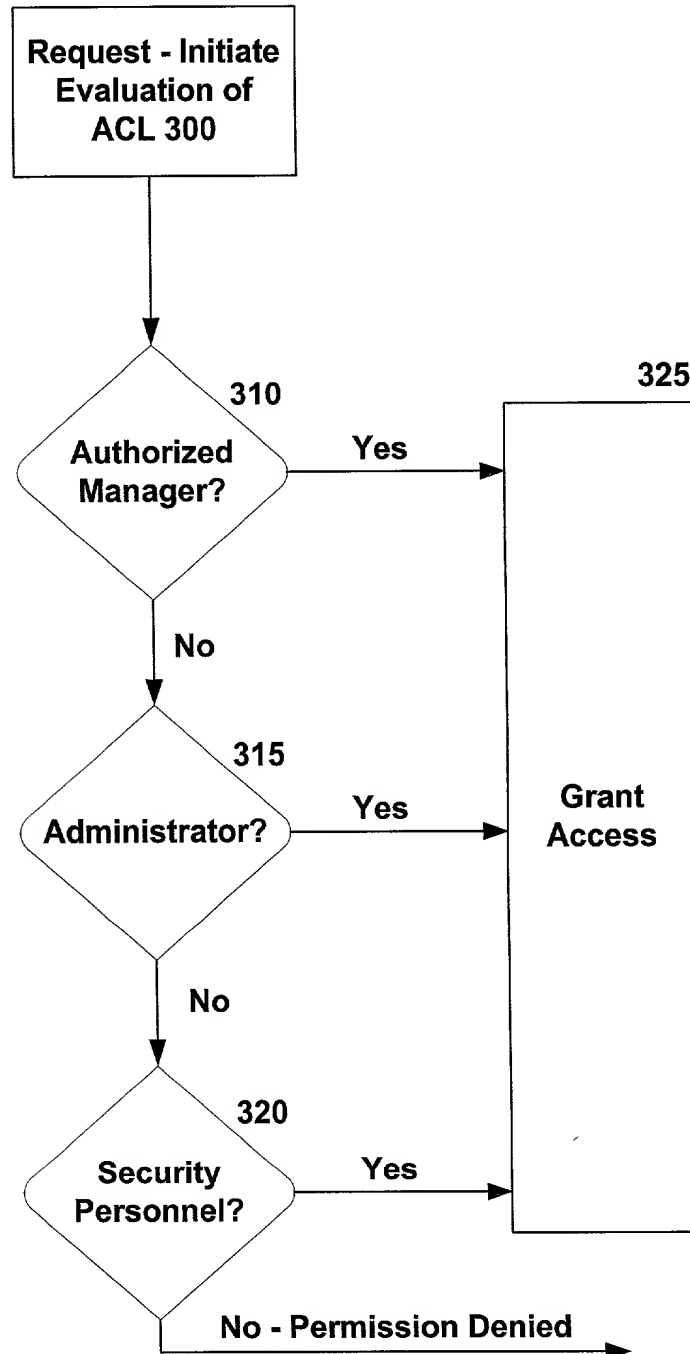 Request - Initiate
Evaluation of
ACL 300
310
325
Authorized
Manager?
Yes
No
315
Administrator?
Yes
Grant
Access
No
320
Security
Personnel?
Yes
No - Permission Denied